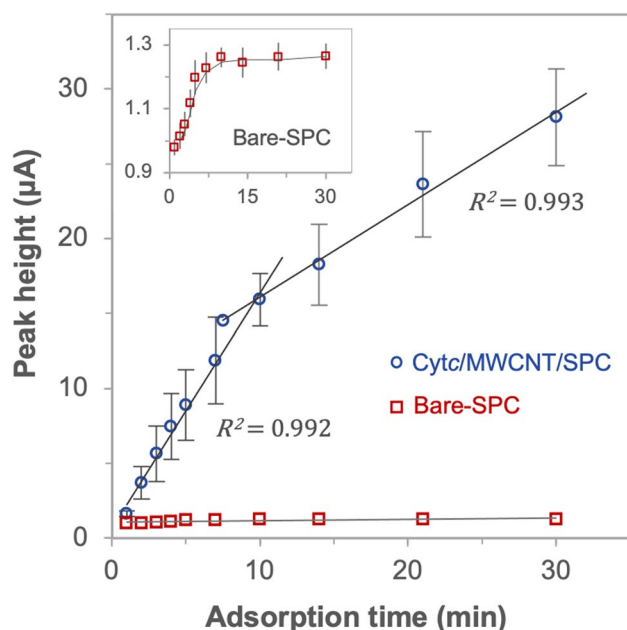 1.3
1.1
0.9
0
15
30
Bare-SPC
30
20
10
0
Peak height (μA)
R² = 0.993
Cytc/MWCNT/SPC
Bare-SPC
R² = 0.992
0
10
20
30
Adsorption time (min)